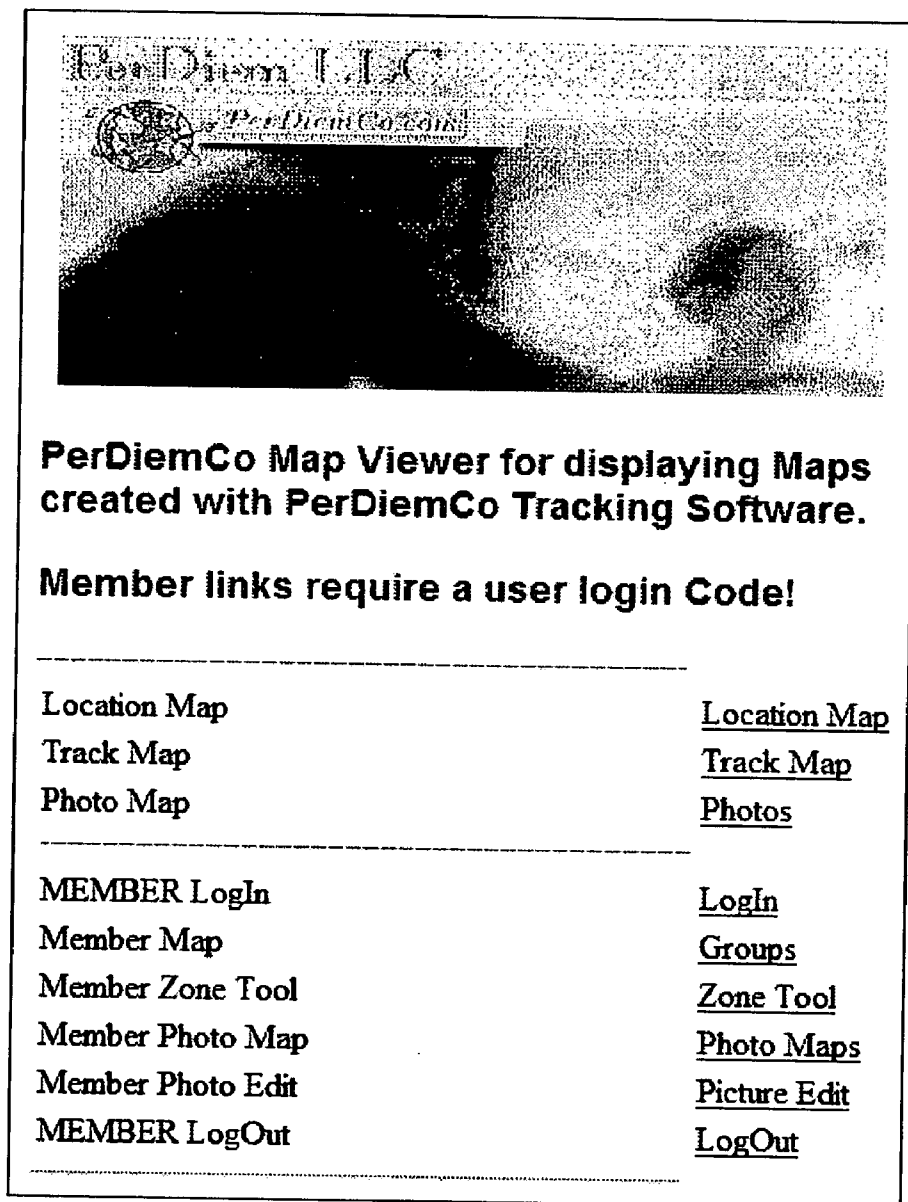 PerDiem LLC
PerDiemCo.com
PerDiemCo Map Viewer for displaying Maps
created with PerDiemCo Tracking Software.
Member links require a user login Code!
Location Map Location Map
Track Map Track Map
Photo Map Photos
MEMBER LogIn LogIn
Member Map Groups
Member Zone Tool Zone Tool
Member Photo Map Photo Maps
Member Photo Edit Picture Edit
MEMBER LogOut LogOut